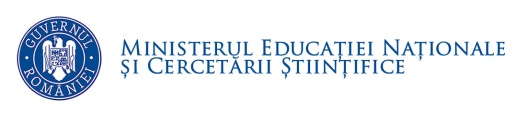 GUVERNUL
ROMÂNIEI
MINISTERUL EDUCAȚIEI NAȚIONALE
ȘI CERCETĂRII ȘTIINȚIFICE